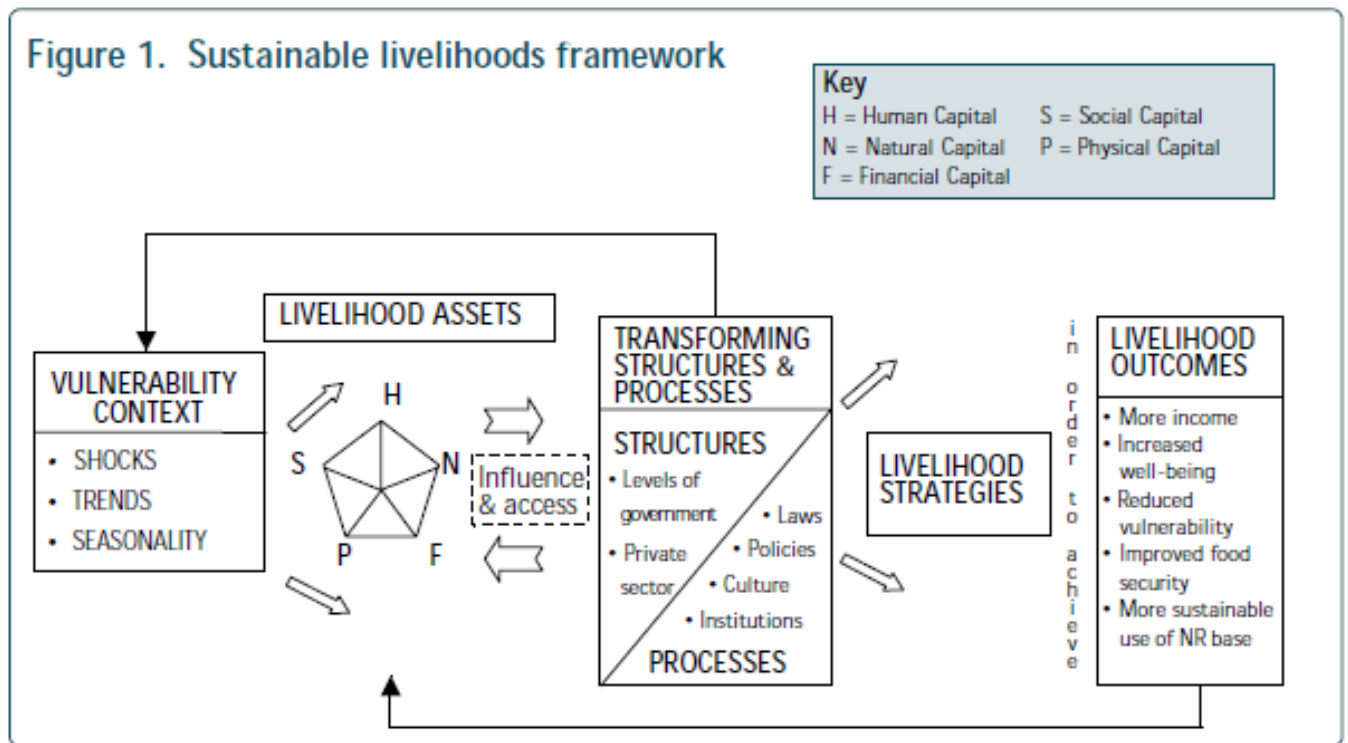 Figure 1. Sustainable livelihoods framework
Key
H = Human Capital S = Social Capital
N = Natural Capital P = Physical Capital
F = Financial Capital
LIVELIHOOD ASSETS
VULNERABILITY
CONTEXT
• SHOCKS
• TRENDS
• SEASONALITY
H
S
N
P
F
Influence
& access
TRANSFORMING
STRUCTURES &
PROCESSES
STRUCTURES
• Levels of
government
• Private
sector
• Laws
• Policies
• Culture
• Institutions
PROCESSES
LIVELIHOOD
STRATEGIES
in order to achieve
LIVELIHOOD
OUTCOMES
• More income
• Increased
well-being
• Reduced
vulnerability
• Improved food
security
• More sustainable
use of NR base